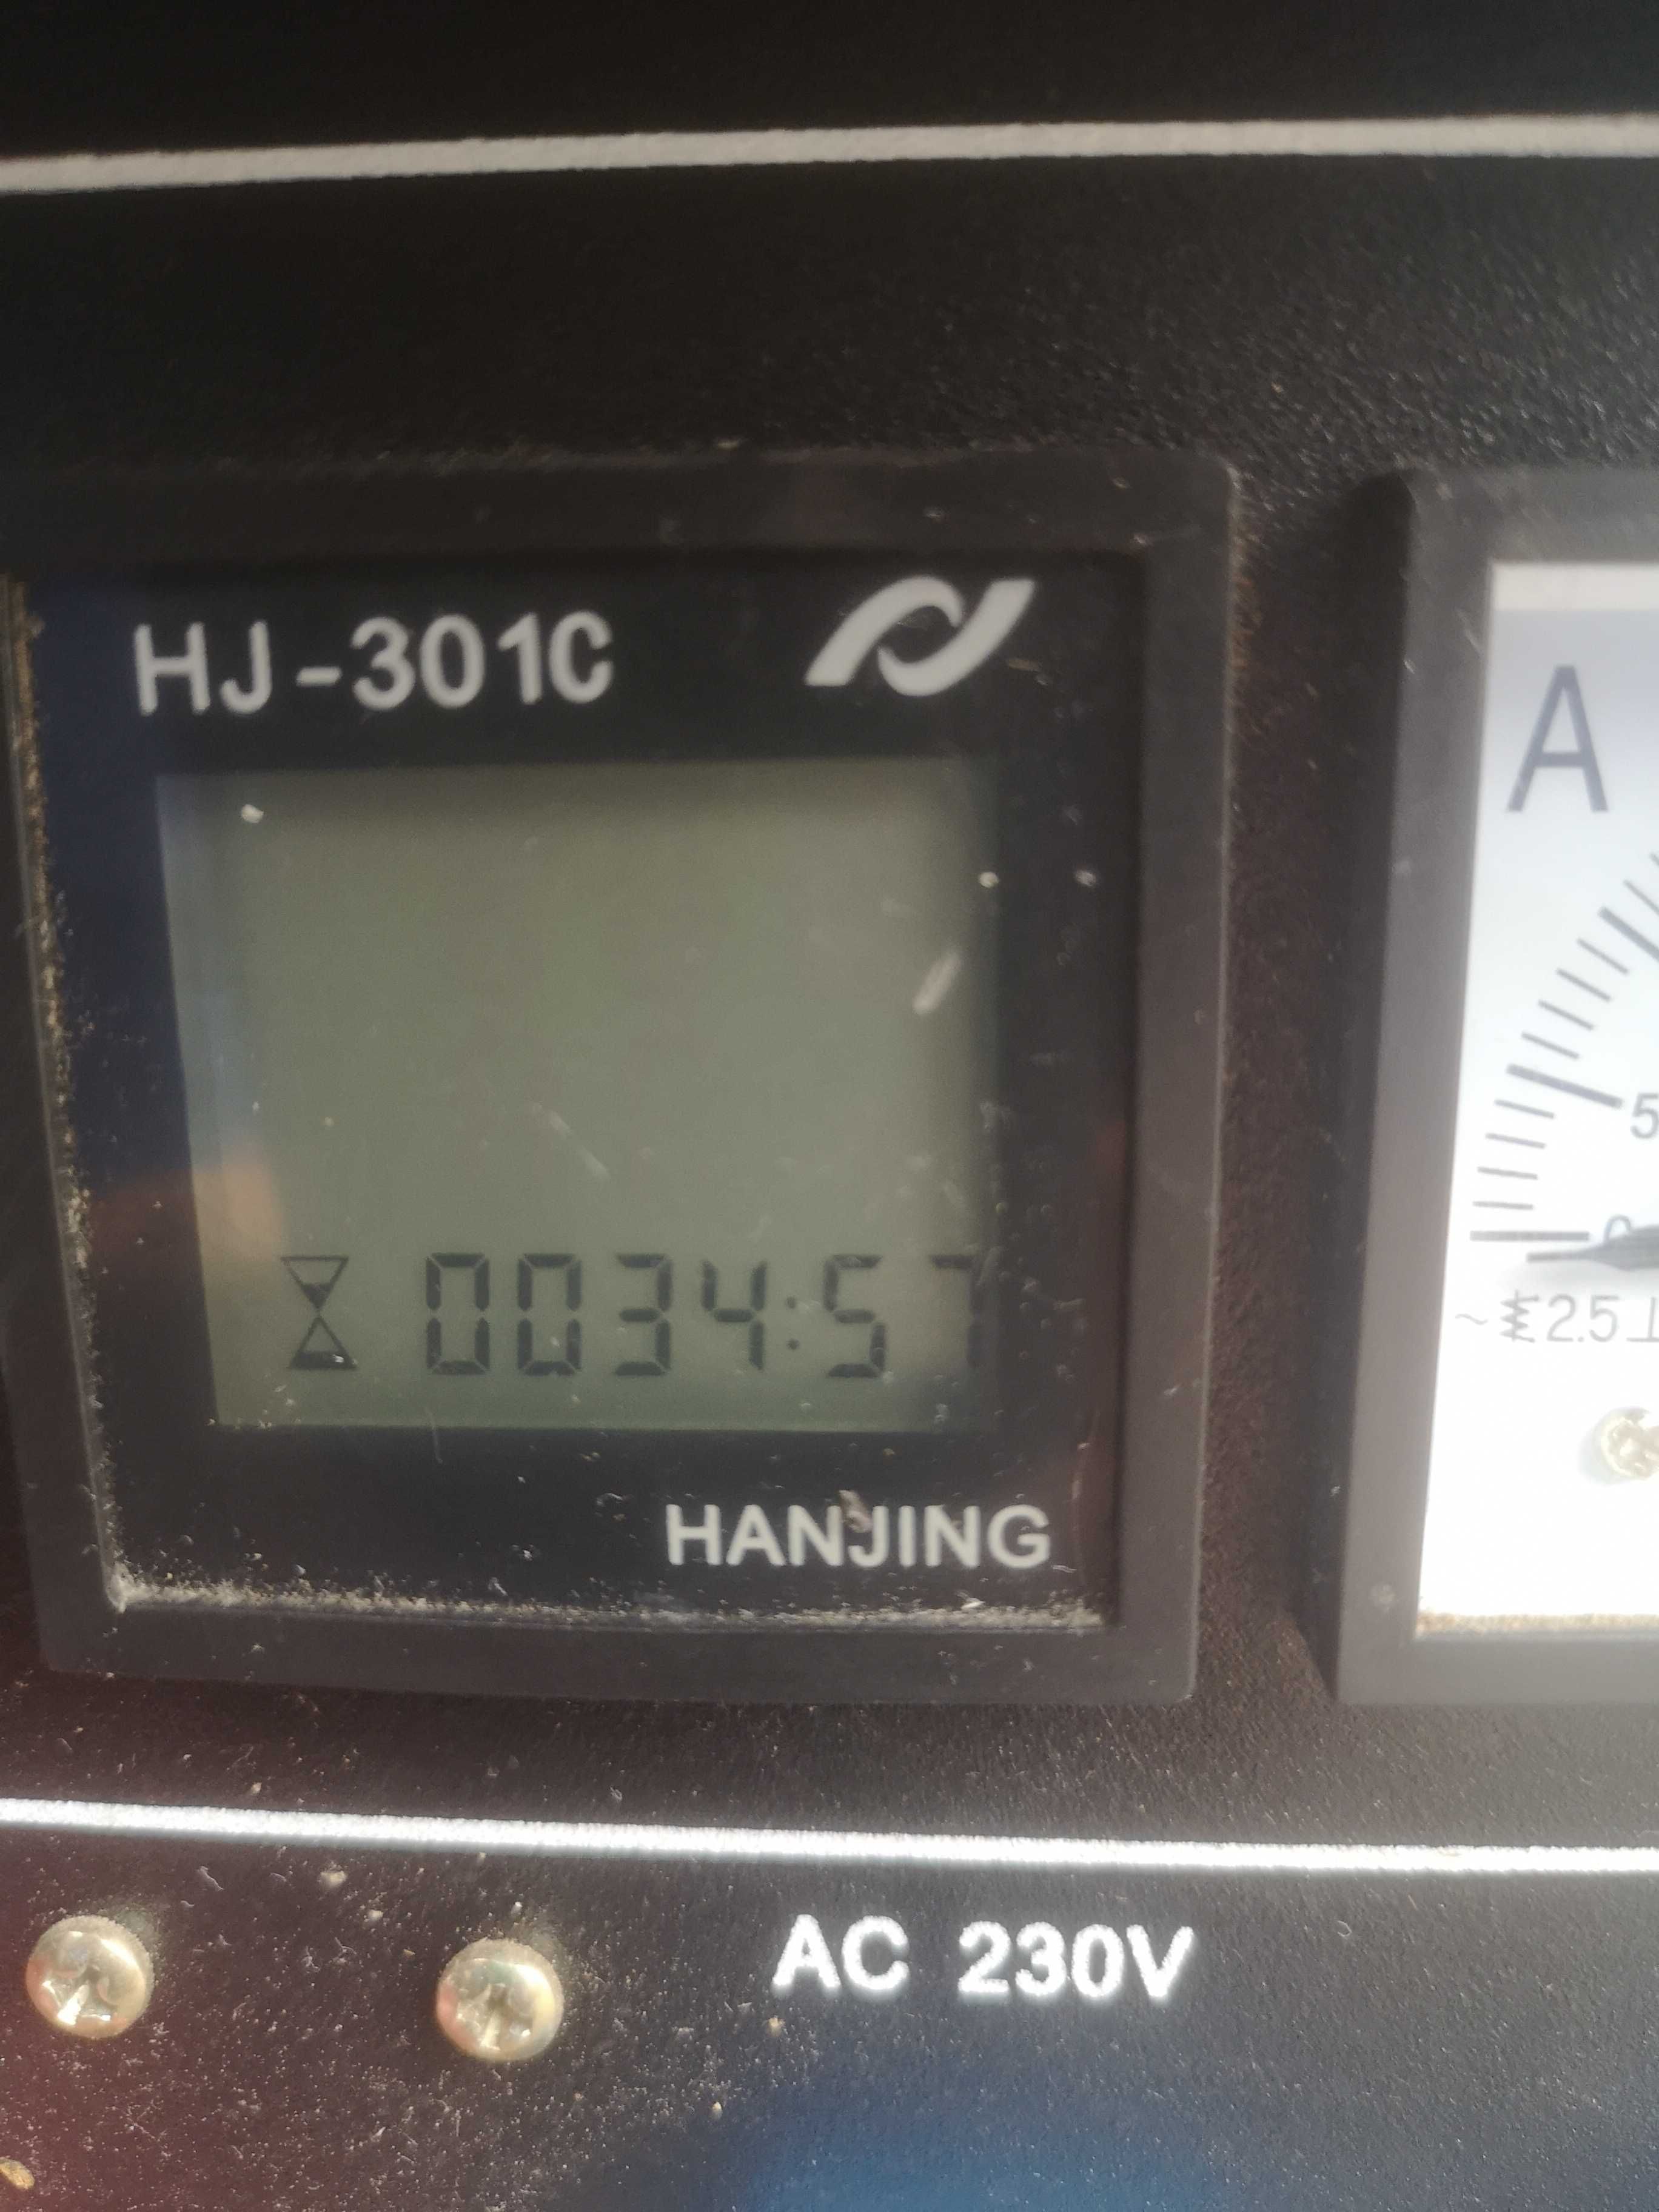 HJ-301C
A
5
0034:57
0
~ 2.5
HANJING
AC 230V